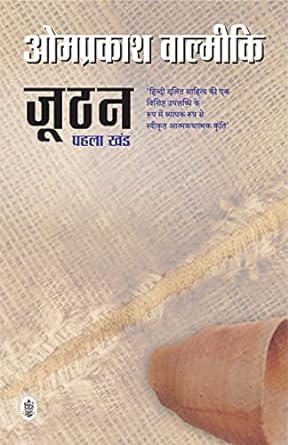 ओमप्रकाश वाल्मीकि
जूठन
पहला खंड
'हिन्दी दलित साहित्य की एक
विशिष्ट उपलब्धि के
रूप में व्यापक रूप से
स्वीकृत आत्मकथात्मक कृति'